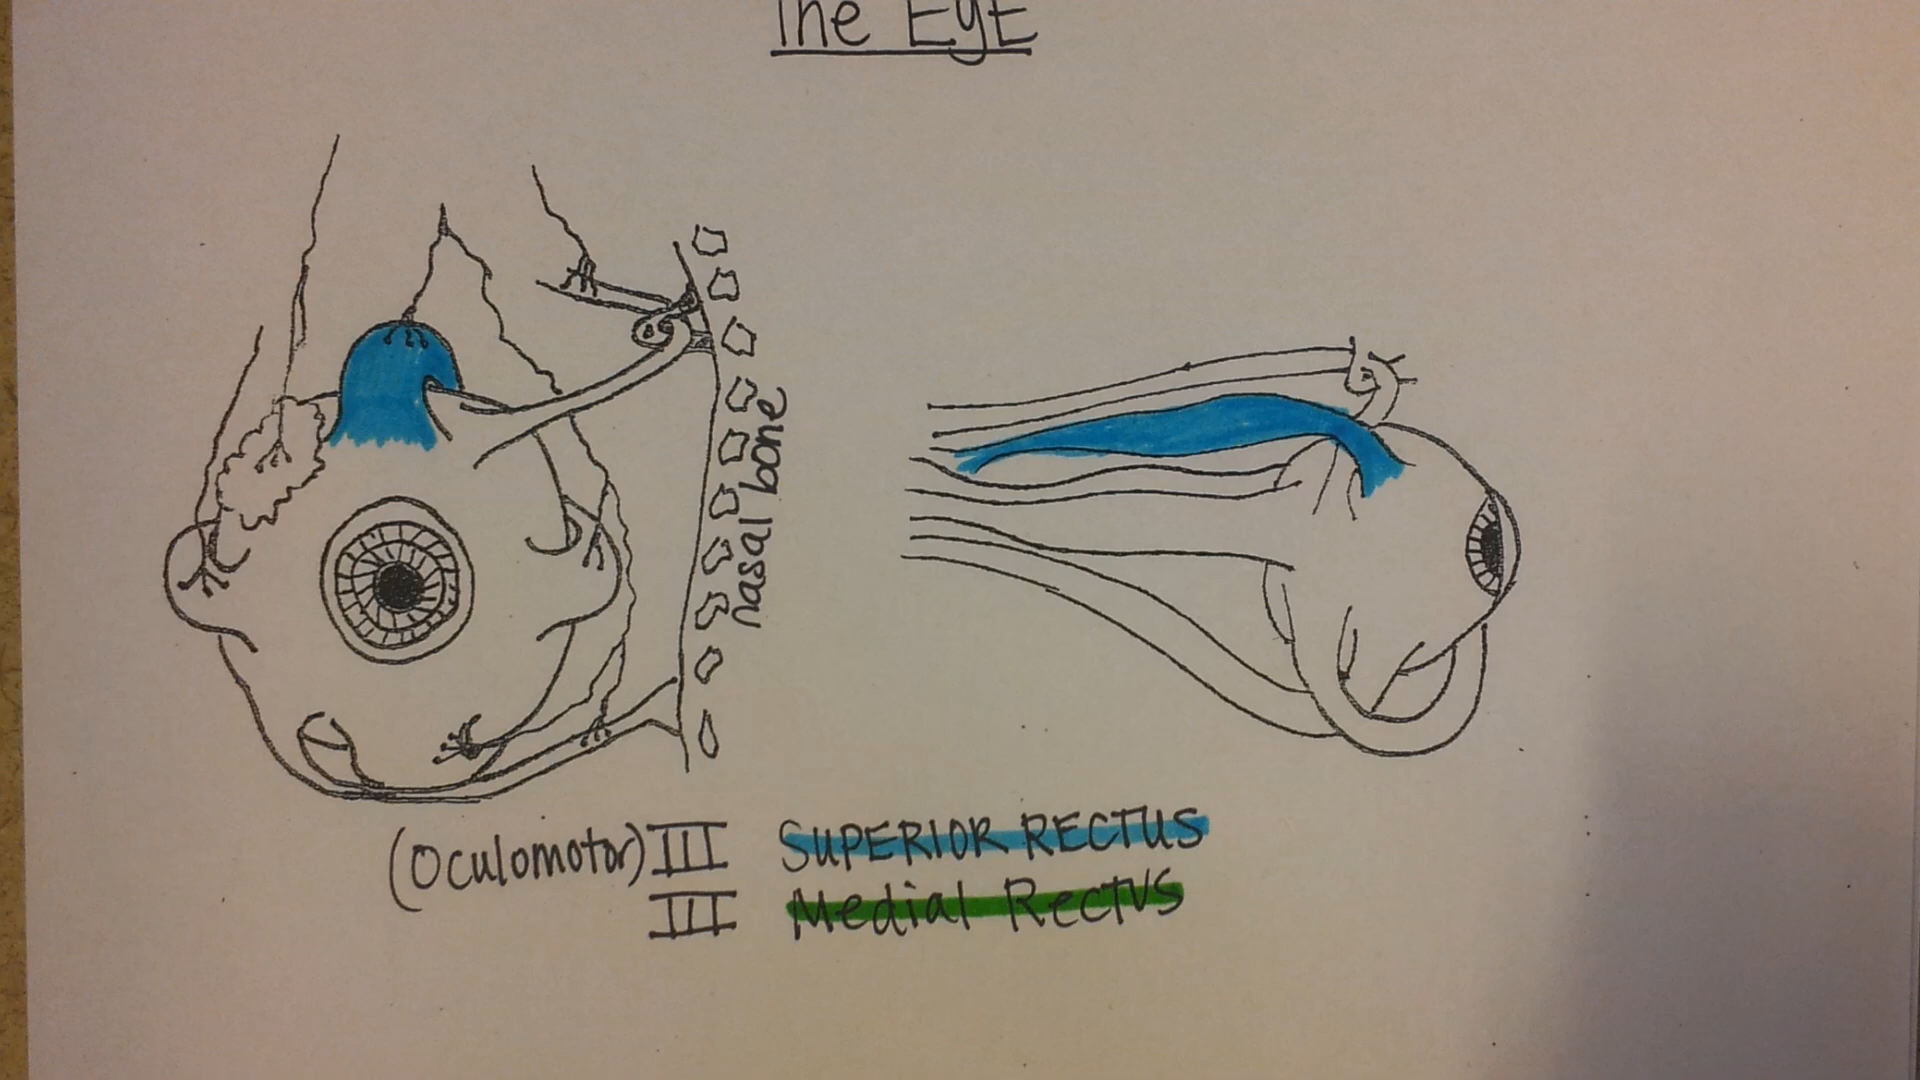 The EyE
nasal bone
(Oculomotor) III SUPERIOR RECTUS
III Medial Rectus